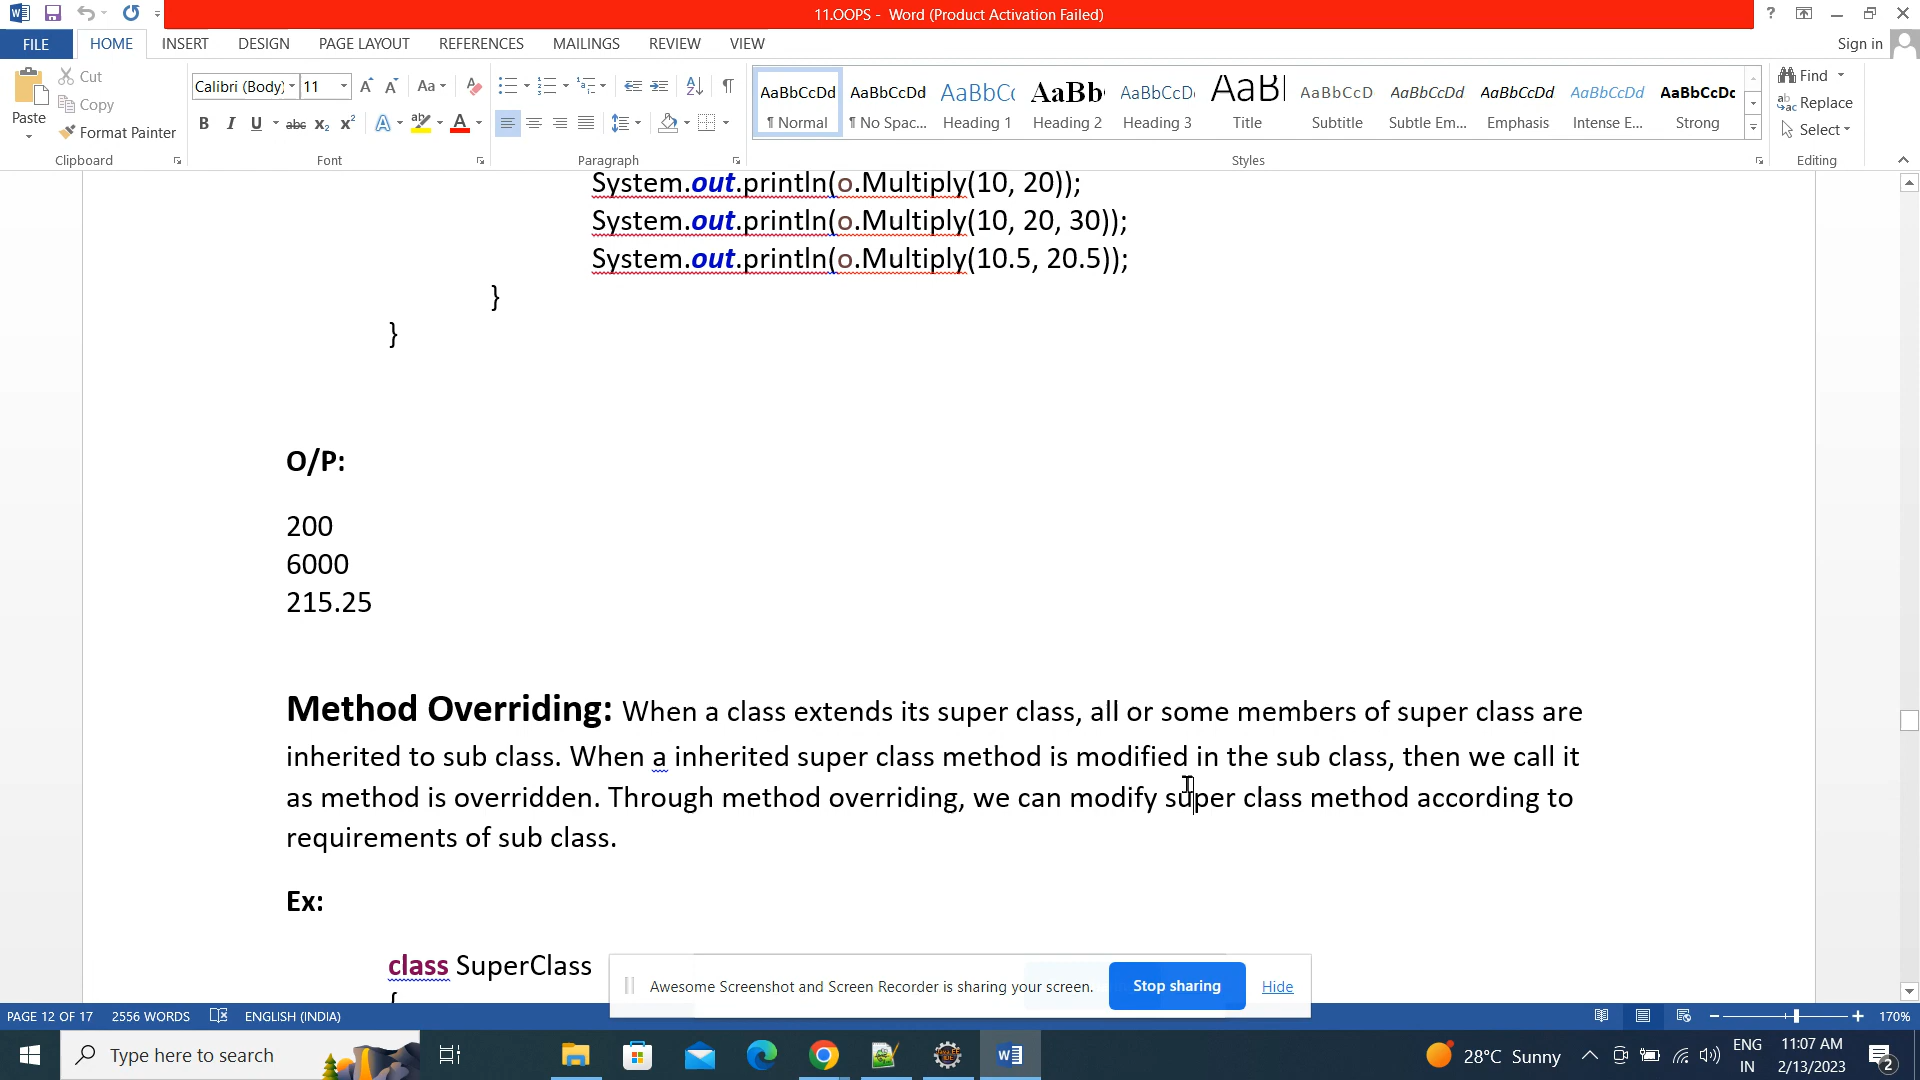 11.OOPS - Word (Product Activation Failed)
FILE HOME INSERT DESIGN PAGE LAYOUT REFERENCES MAILINGS REVIEW VIEW Sign in
Paste Cut Copy Format Painter
Calibri (Body) 11
AaBbCcDd AaBbCcDd AaBbCc AaBb AaBbCcD AaB AaBbCcD AaBbCcDd AaBbCcDd AaBbCcDd AaBbCcDc
¶ Normal ¶ No Spac... Heading 1 Heading 2 Heading 3 Title Subtitle Subtle Em... Emphasis Intense E... Strong
Find Replace Select
Clipboard Font Paragraph Styles Editing
System.out.println(o.Multiply(10, 20));
System.out.println(o.Multiply(10, 20, 30));
System.out.println(o.Multiply(10.5, 20.5));
}
}
O/P:
200
6000
215.25
Method Overriding: When a class extends its super class, all or some members of super class are
inherited to sub class. When a inherited super class method is modified in the sub class, then we call it
as method is overridden. Through method overriding, we can modify super class method according to
requirements of sub class.
Ex:
class SuperClass
{
Awesome Screenshot and Screen Recorder is sharing your screen. Stop sharing Hide
PAGE 12 OF 17 2556 WORDS ENGLISH (INDIA) 170%
Type here to search 28°C Sunny ENG IN 11:07 AM 2/13/2023 2